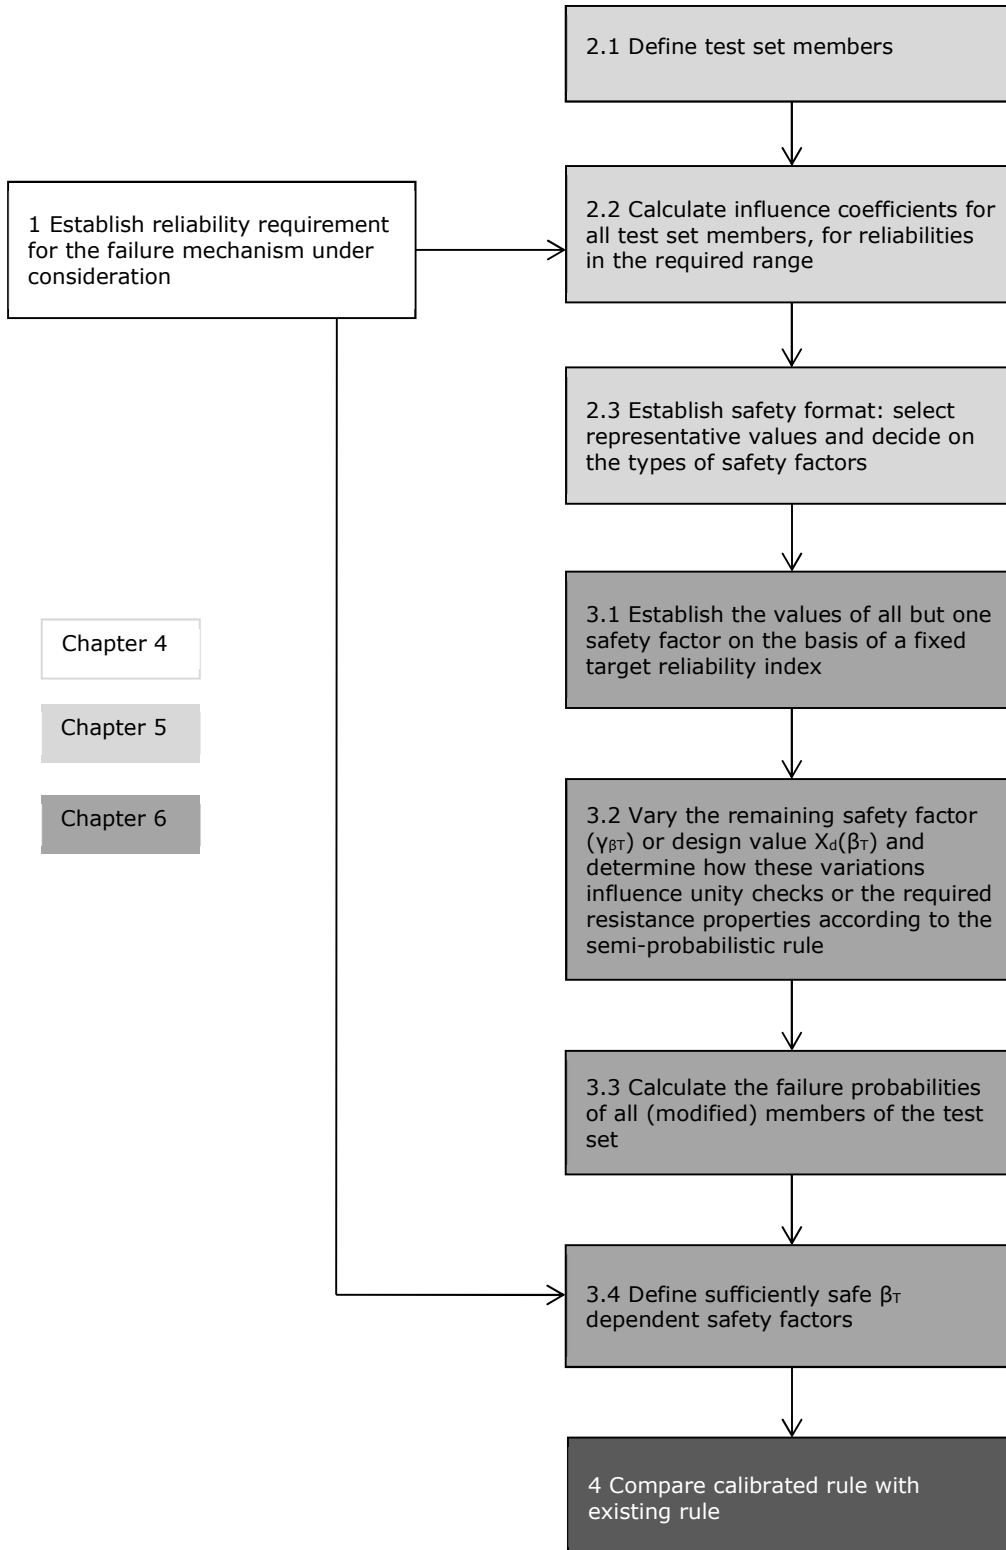 2.1 Define test set members
1 Establish reliability requirement
for the failure mechanism under
consideration
2.2 Calculate influence coefficients for
all test set members, for reliabilities
in the required range
2.3 Establish safety format: select
representative values and decide on
the types of safety factors
3.1 Establish the values of all but one
safety factor on the basis of a fixed
target reliability index
Chapter 4
Chapter 5
Chapter 6
3.2 Vary the remaining safety factor
(γβT) or design value Xd(βT) and
determine how these variations
influence unity checks or the required
resistance properties according to the
semi-probabilistic rule
3.3 Calculate the failure probabilities
of all (modified) members of the test
set
3.4 Define sufficiently safe βT
dependent safety factors
4 Compare calibrated rule with
existing rule